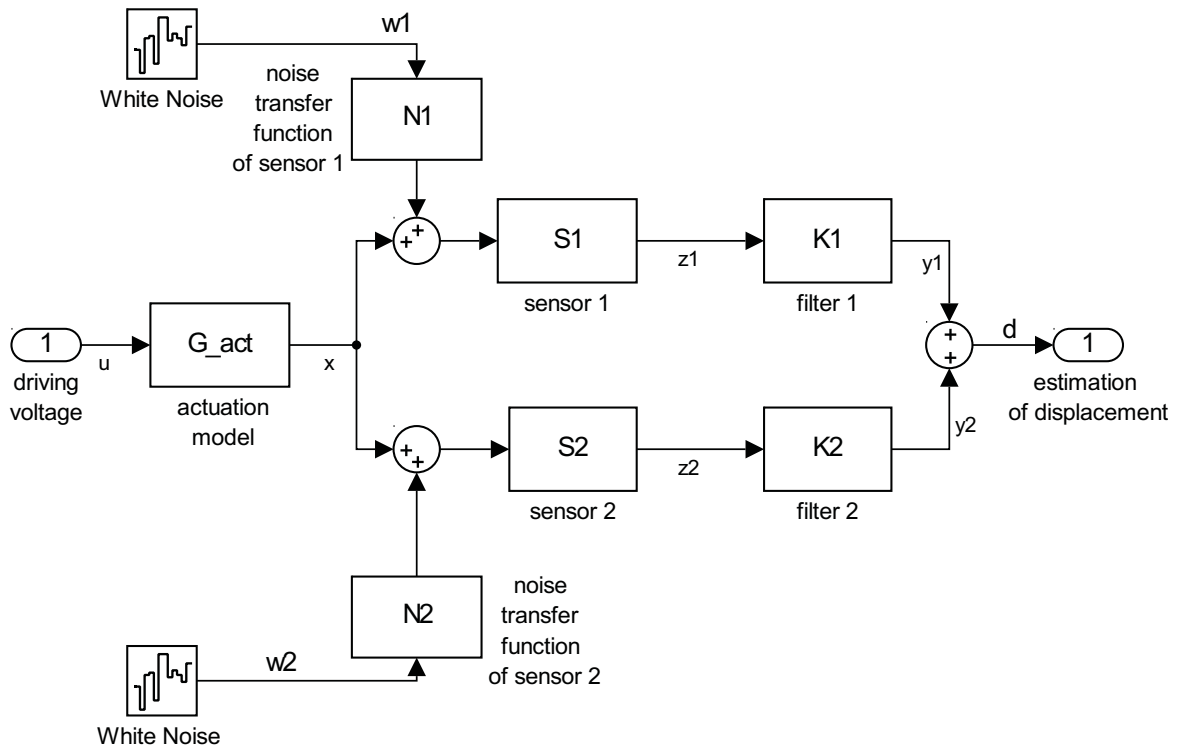 w1
White Noise
noise
transfer
function
of sensor 1
N1
+
+
S1
z1
K1
y1
sensor 1
filter 1
1
u
G_act
x
+
+
d
1
driving
voltage
actuation
model
estimation
of displacement
+
+
S2
z2
K2
y2
sensor 2
filter 2
N2
noise
transfer
function
of sensor 2
w2
White Noise